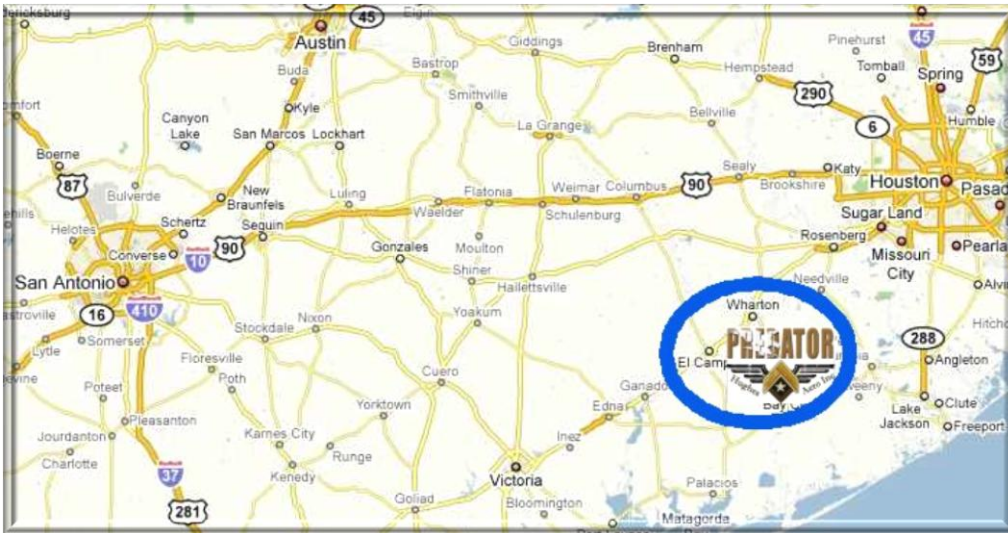 45
Elgin
Austin
45
Giddings
Brenham
Pinehurst
Hempstead
Tomball
59
Spring
Bastrop
Buda
Smithville
290
Humble
Kyle
Canyon
Lake
San Marcos
Lockhart
La Grange
Bellville
6
Boerne
87
Bulverde
New
Braunfels
Luling
Flatonia
Weimar
Columbus
90
Sealy
Brookshire
Katy
Houston
Waelder
Schulenburg
Schertz
Seguin
Sugar Land
Helotes
Converse
90
10
Gonzales
Moulton
Rosenberg
Missouri
City
San Antonio
Shiner
Hallettsville
Needville
410
16
Wharton
Stockdale
Nixon
Yoakum
PREDATOR
Hughes
Aero Inc
El Camp
288
Somerset
Lytle
Floresville
Angleton
Poteet
Poth
Cuero
Ganado
Lake
Jackson
Clute
Freeport
Pleasanton
Yorktown
Edna
Jourdanton
Karnes City
Inez
Charlotte
Runge
37
Kenedy
Victoria
281
Goliad
Bloomington
Palacios
Matagorda